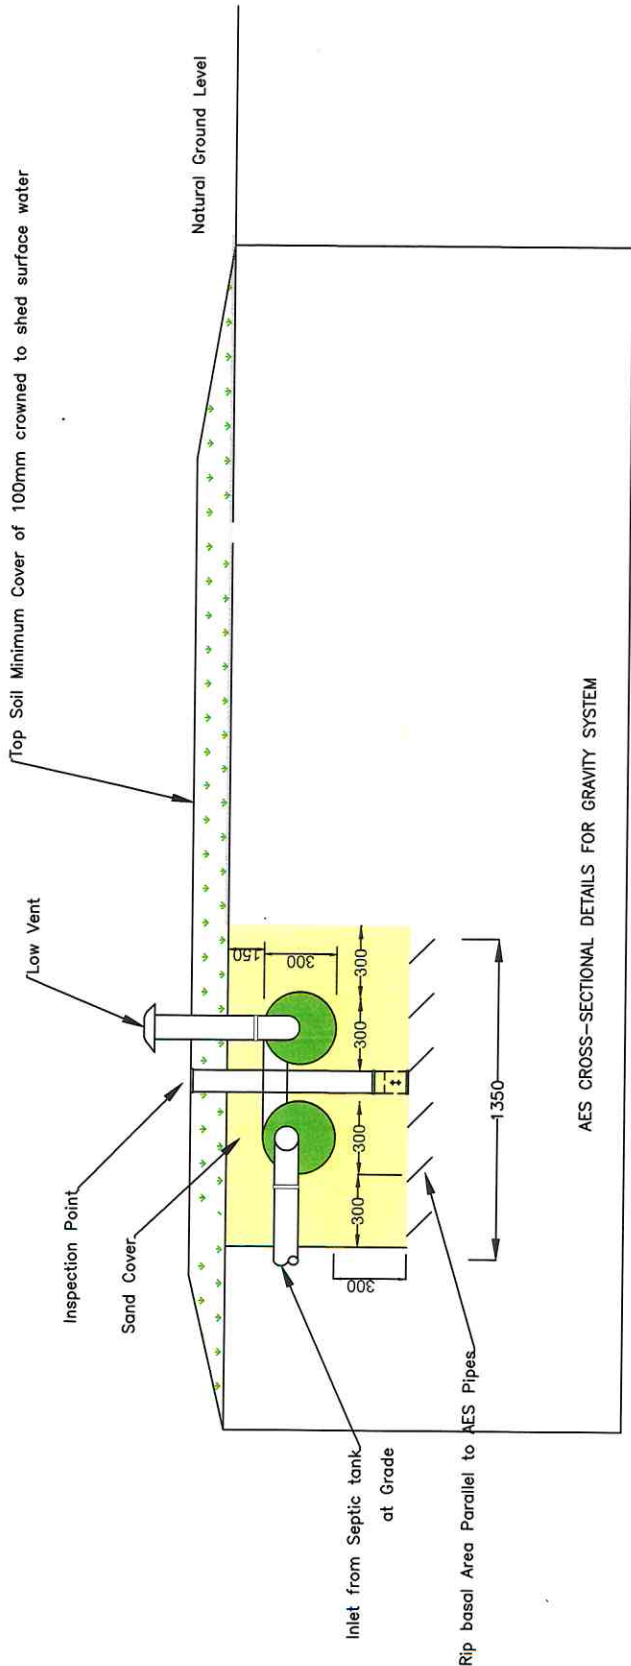 Top Soil Minimum Cover of 100mm crowned to shed surface water
Natural Ground Level
Low Vent
Inspection Point
Sand Cover
150
300
300
300
300
300
300
1350
Inlet from Septic tank
at Grade
Rip basal Area Parallel to AES Pipes
AES CROSS-SECTIONAL DETAILS FOR GRAVITY SYSTEM